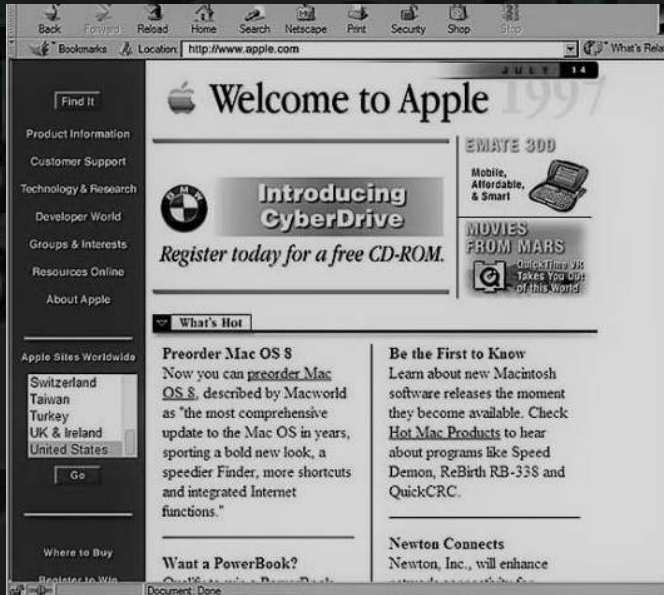 Back Forward Reload Home Search Netscape Print Security Shop Stop
Bookmarks Location: http://www.apple.com What's Rela
JULY 14
1997
Welcome to Apple
Find It
Product Information
Customer Support
Technology & Research
Developer World
Groups & Interests
Resources Online
About Apple
Apple Sites Worldwide
Switzerland
Taiwan
Turkey
UK & Ireland
United States
Go
Where to Buy
Register to Win
BMW
Introducing
CyberDrive
Register today for a free CD-ROM.
EMATE 300
Mobile,
Affordable,
& Smart
MOVIES
FROM MARS
QuickTime VR
Takes You Out
of this World
What's Hot
Preorder Mac OS 8
Now you can preorder Mac
OS 8, described by Macworld
as "the most comprehensive
update to the Mac OS in years,
sporting a bold new look, a
speedier Finder, more shortcuts
and integrated Internet
functions."
Want a PowerBook?
Be the First to Know
Learn about new Macintosh
software releases the moment
they become available. Check
Hot Mac Products to hear
about programs like Speed
Demon, ReBirth RB-338 and
QuickCRC.
Newton Connects
Newton, Inc., will enhance
Document: Done